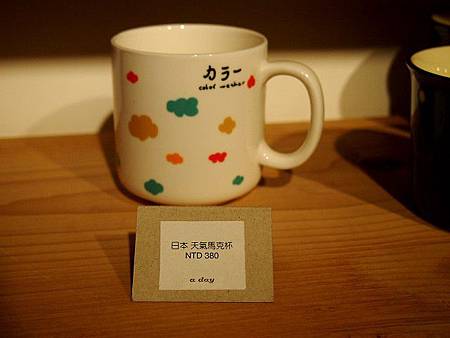 カラー
color weather
日本 天氣馬克杯
NTD 380
a day